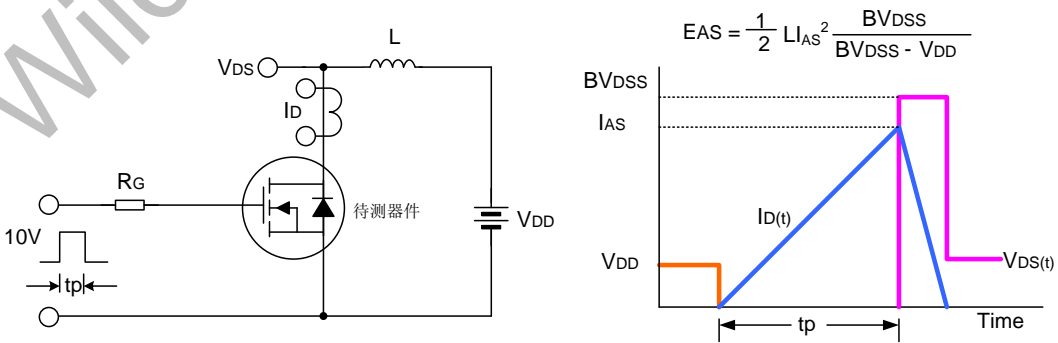 Wil
VDS
L
ID
RG
待测器件
VDD
10V
tp
EAS = 1/2 LIAS² BVDSS / (BVDSS - VDD)
BVDSS
IAS
ID(t)
VDD
VDS(t)
tp
Time